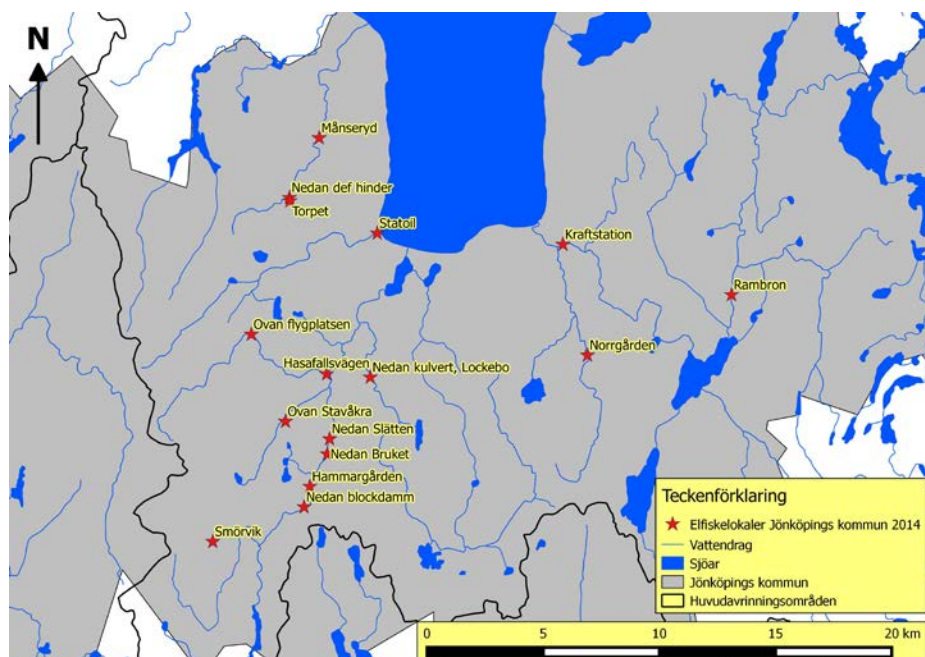 N
Månseryd
Nedan def hinder
Torpet
Statoil
Kraftstation
Rambron
Ovan flygplatsen
Norrgården
Hasafallsvägen
Nedan kulvert, Lockebo
Ovan Stavåkra
Nedan Slätten
Nedan Bruket
Hammargården
Nedan blockdamm
Smörvik
Teckenförklaring
Elfiskelokaler Jönköpings kommun 2014
Vattendrag
Sjöar
Jönköpings kommun
Huvudavrinningsområden
0 5 10 15 20 km